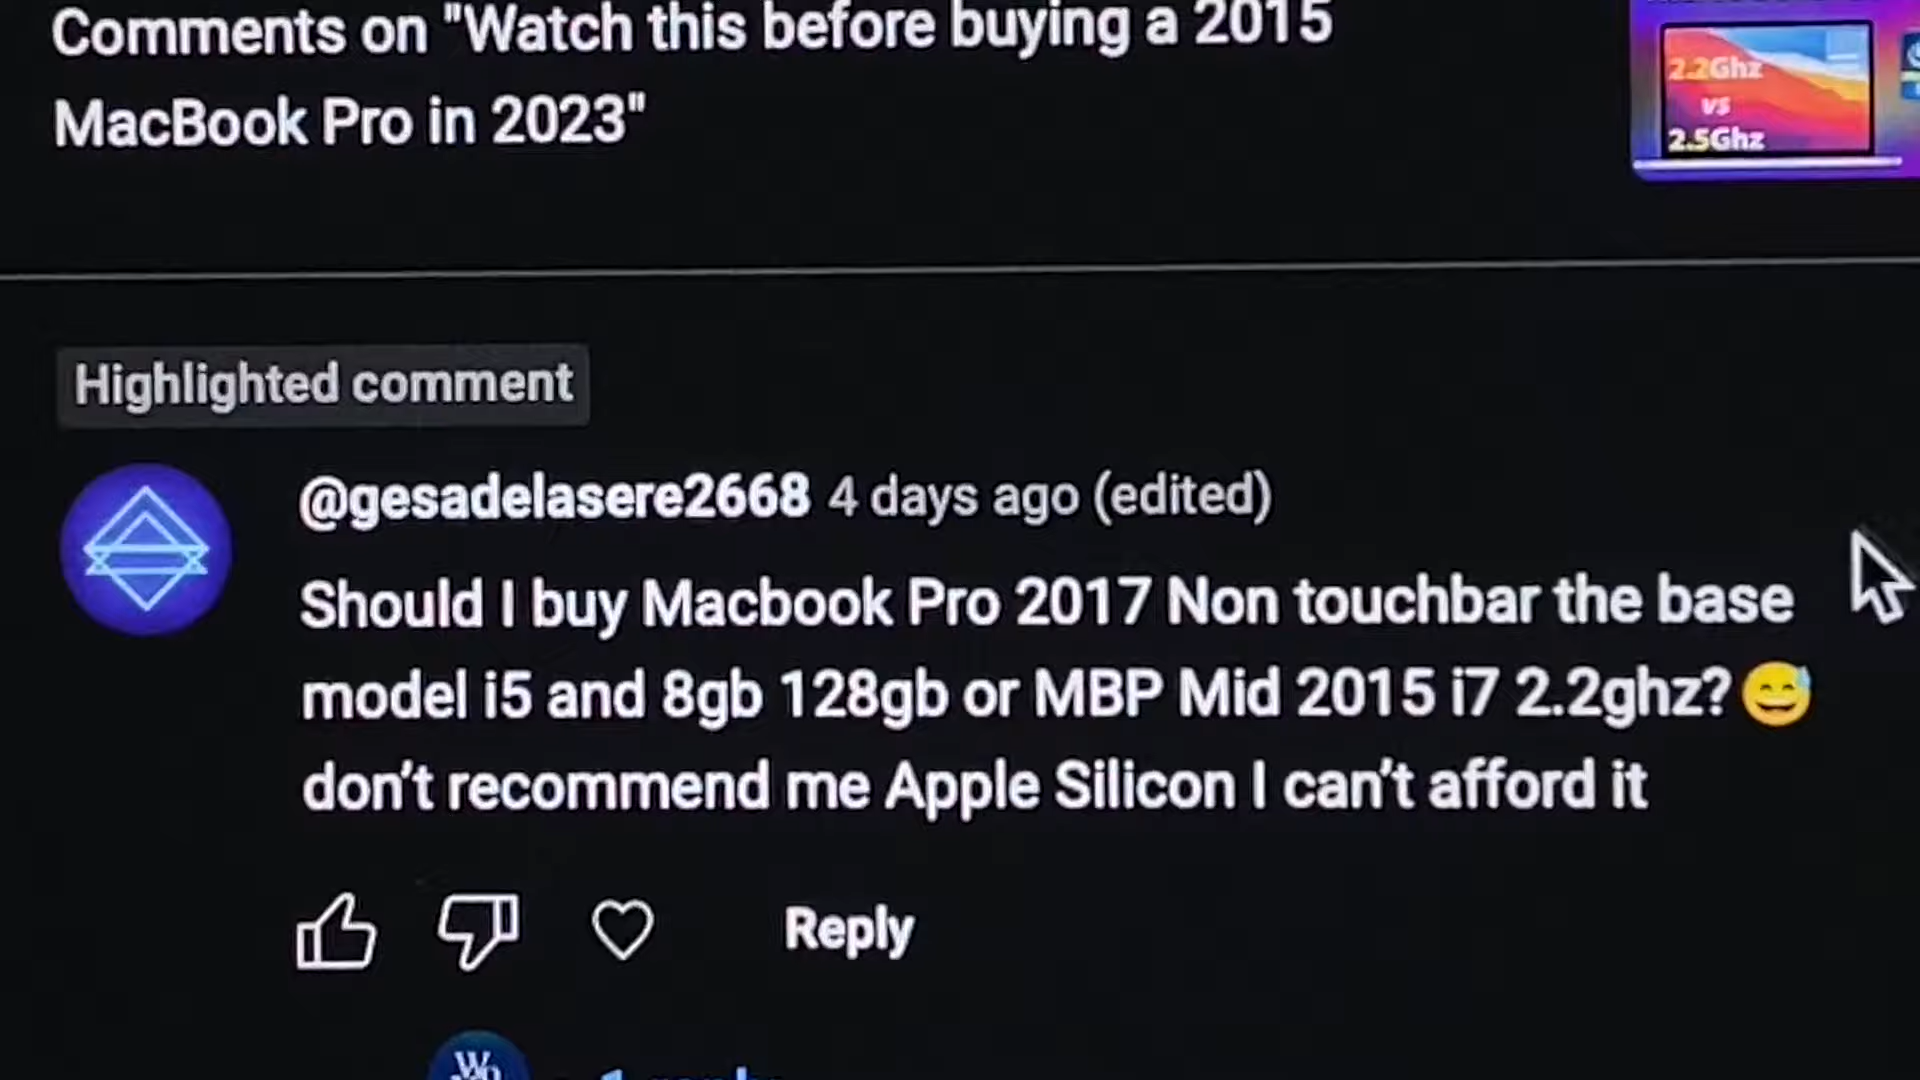 Comments on "Watch this before buying a 2015
MacBook Pro in 2023"
2.2Ghz
vs
2.5Ghz
Highlighted comment
@gesadelasere2668 4 days ago (edited)
Should I buy Macbook Pro 2017 Non touchbar the base
model i5 and 8gb 128gb or MBP Mid 2015 i7 2.2ghz?😅
don't recommend me Apple Silicon I can't afford it
Reply